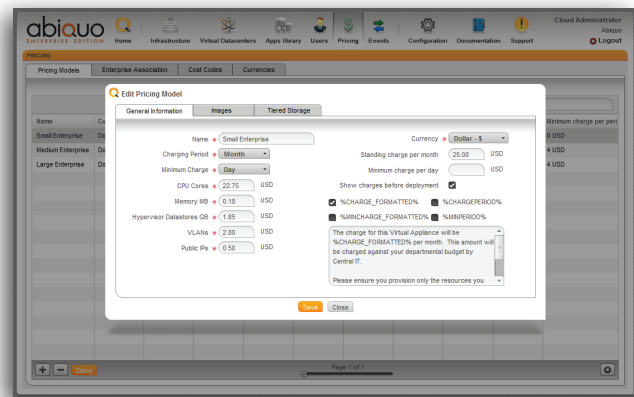 abiquo
ENTERPRISE EDITION
Home
Infrastructure
Virtual Datacenters
Apps library
Users
Pricing
Events
Configuration
Documentation
Support
Cloud Administrator
Abiquo
Logout
PRICING
Pricing Models
Enterprise Association
Cost Codes
Currencies
Name
Minimum charge per peri
Small Enterprise
0 USD
Medium Enterprise
4 USD
Large Enterprise
4 USD
Edit Pricing Model
General Information
Images
Tiered Storage
Name * Small Enterprise
Charging Period * Month
Minimum Charge * Day
CPU Cores * 22.75 USD
Memory MB * 0.18 USD
Hypervisor Datastores GB * 1.85 USD
VLANs * 2.00 USD
Public IPs * 0.50 USD
Currency * Dollar - $
Standing charge per month 25.00 USD
Minimum charge per day USD
Show charges before deployment
%CHARGE_FORMATTED% %CHARGEPERIOD%
%MINCHARGE_FORMATTED% %MINPERIOD%
The charge for this Virtual Appliance will be
%CHARGE_FORMATTED% per month. This amount will
be charged against your departmental budget by
Central IT.
Please ensure you provision only the resources you
Save
Close
Clone
Page 1 of 1